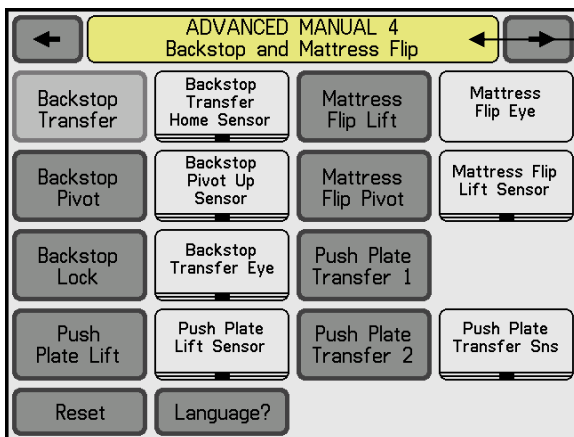 ADVANCED MANUAL 4
Backstop and Mattress Flip
Backstop
Transfer
Backstop
Transfer
Home Sensor
Mattress
Flip Lift
Mattress
Flip Eye
Backstop
Pivot
Backstop
Pivot Up
Sensor
Mattress
Flip Pivot
Mattress Flip
Lift Sensor
Backstop
Lock
Backstop
Transfer Eye
Push Plate
Transfer 1
Push
Plate Lift
Push Plate
Lift Sensor
Push Plate
Transfer 2
Push Plate
Transfer Sns
Reset
Language?